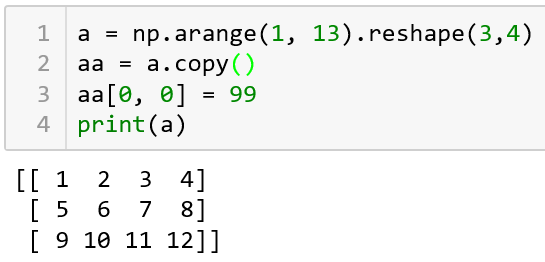 1 a = np.arange(1, 13).reshape(3,4)
2 aa = a.copy()
3 aa[0, 0] = 99
4 print(a)
[[ 1  2  3  4]
 [ 5  6  7  8]
 [ 9 10 11 12]]